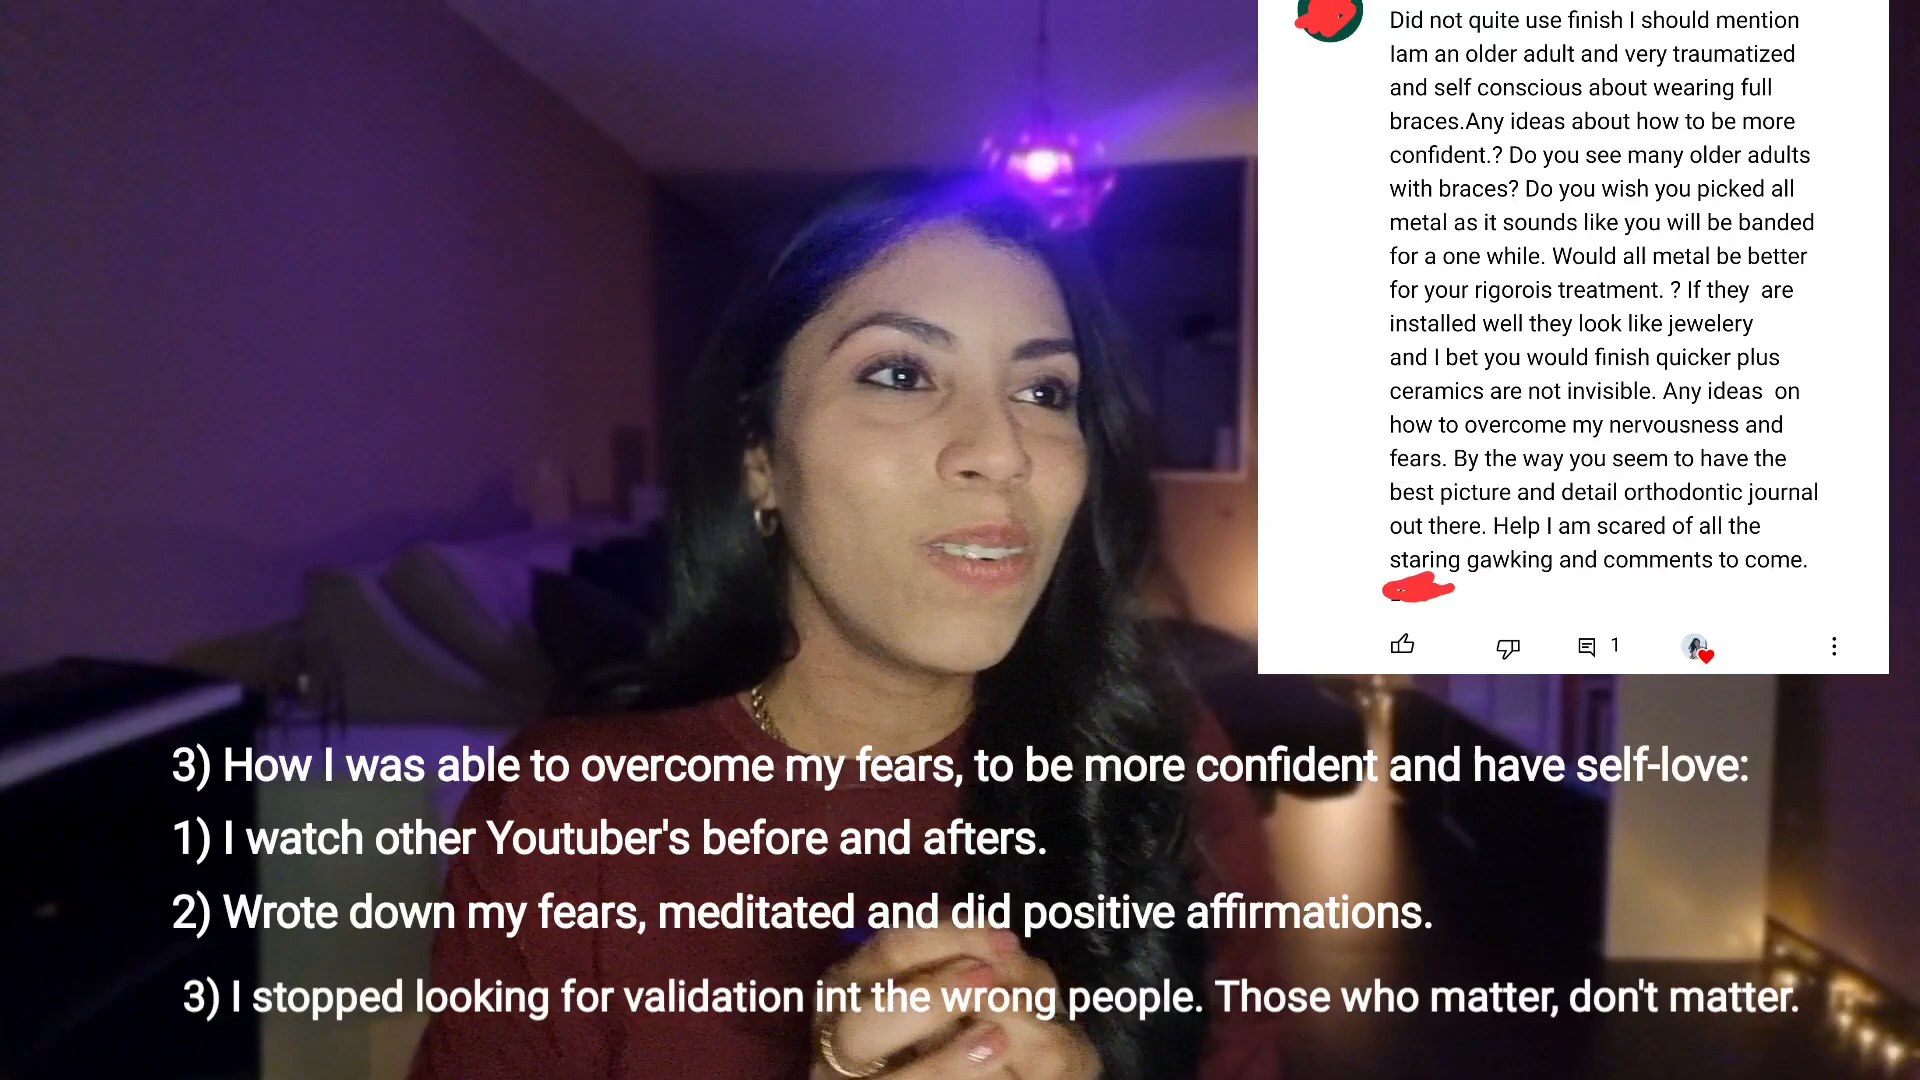 Did not quite use finish I should mention
Iam an older adult and very traumatized
and self conscious about wearing full
braces.Any ideas about how to be more
confident.? Do you see many older adults
with braces? Do you wish you picked all
metal as it sounds like you will be banded
for a one while. Would all metal be better
for your rigorois treatment. ? If they  are
installed well they look like jewelery
and I bet you would finish quicker plus
ceramics are not invisible. Any ideas  on
how to overcome my nervousness and
fears. By the way you seem to have the
best picture and detail orthodontic journal
out there. Help I am scared of all the
staring gawking and comments to come.
1
3) How I was able to overcome my fears, to be more confident and have self-love:
1) I watch other Youtuber's before and afters.
2) Wrote down my fears, meditated and did positive affirmations.
3) I stopped looking for validation int the wrong people. Those who matter, don't matter.